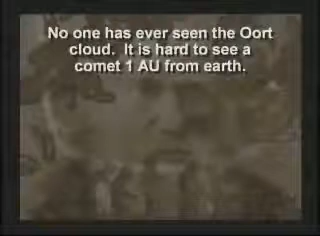 No one has ever seen the Oort
cloud.  It is hard to see a
comet 1 AU from earth.